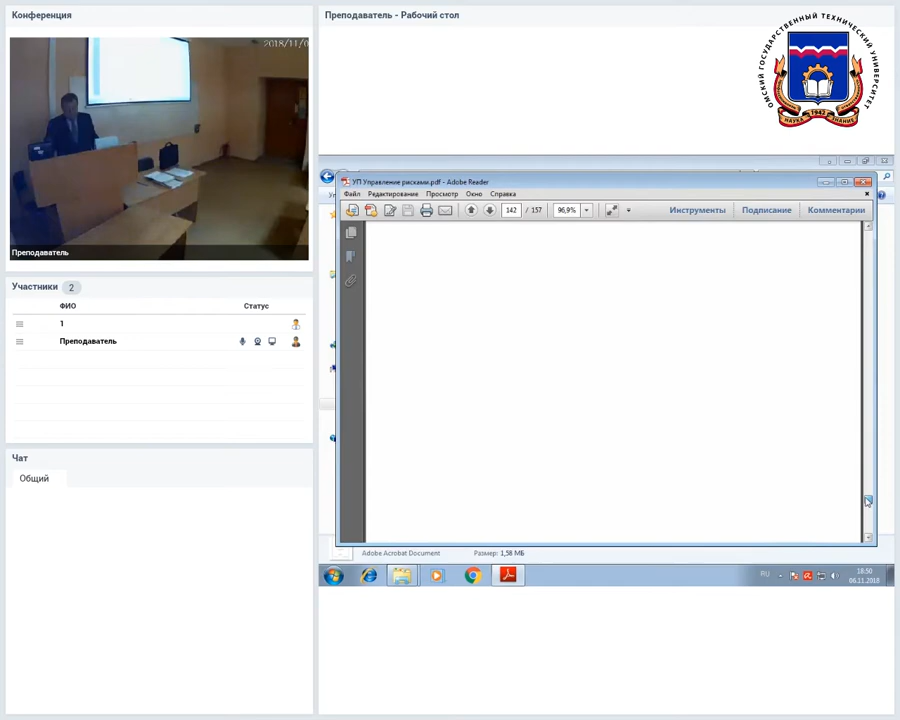 Конференция
2018/11/0
Преподаватель
Участники 2
ФИО Статус
1
Преподаватель
Чат
Общий
Преподаватель - Рабочий стол
ОМСКИЙ ГОСУДАРСТВЕННЫЙ ТЕХНИЧЕСКИЙ УНИВЕРСИТЕТ
1942
НАУКА ЗНАНИЕ
УП Управление рисками.pdf - Adobe Reader
Файл Редактирование Просмотр Окно Справка
142 / 157 96,9% Инструменты Подписание Комментарии
Adobe Acrobat Document Размер: 1,58 МБ
RU 18:50
06.11.2018